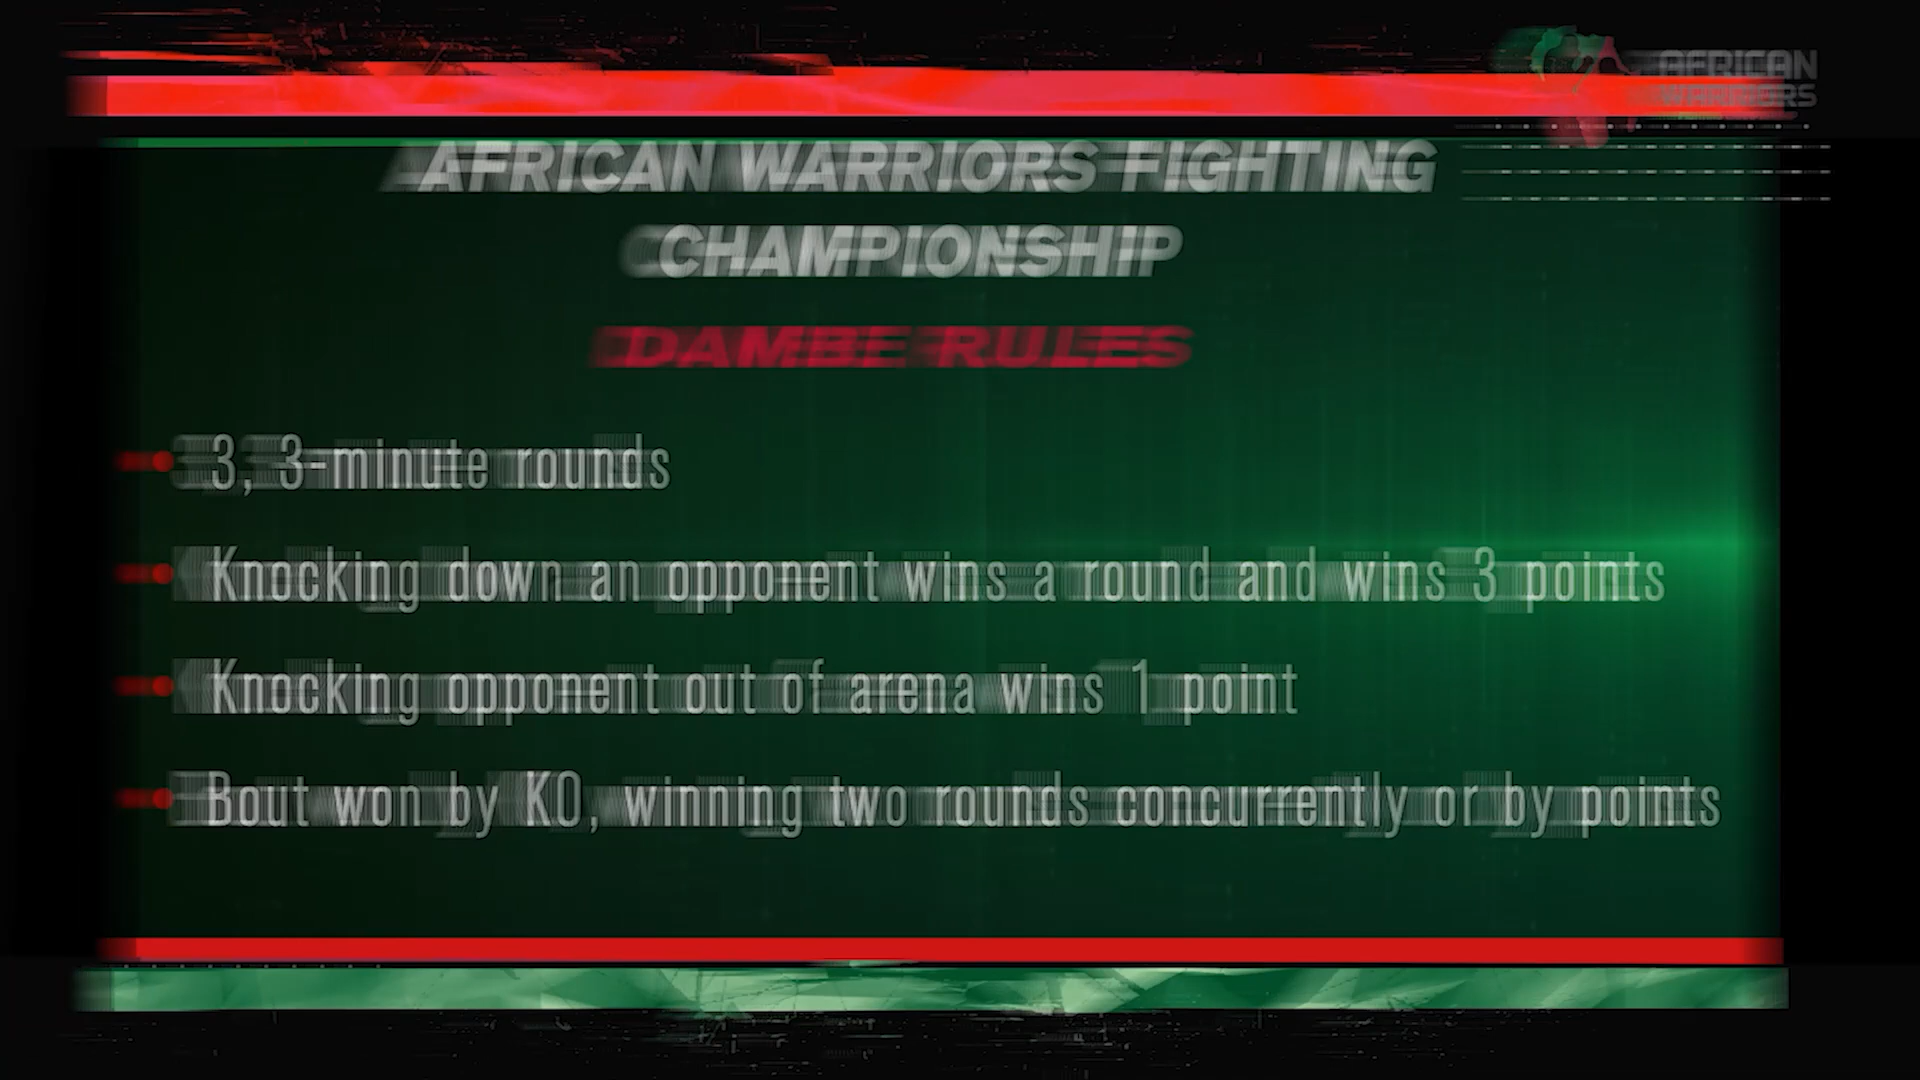 AFRICAN
WARRIORS
AFRICAN WARRIORS FIGHTING
CHAMPIONSHIP
DAMBE RULES
3, 3-minute rounds
Knocking down an opponent wins a round and wins 3 points
Knocking opponent out of arena wins 1 point
Bout won by KO, winning two rounds concurrently or by points